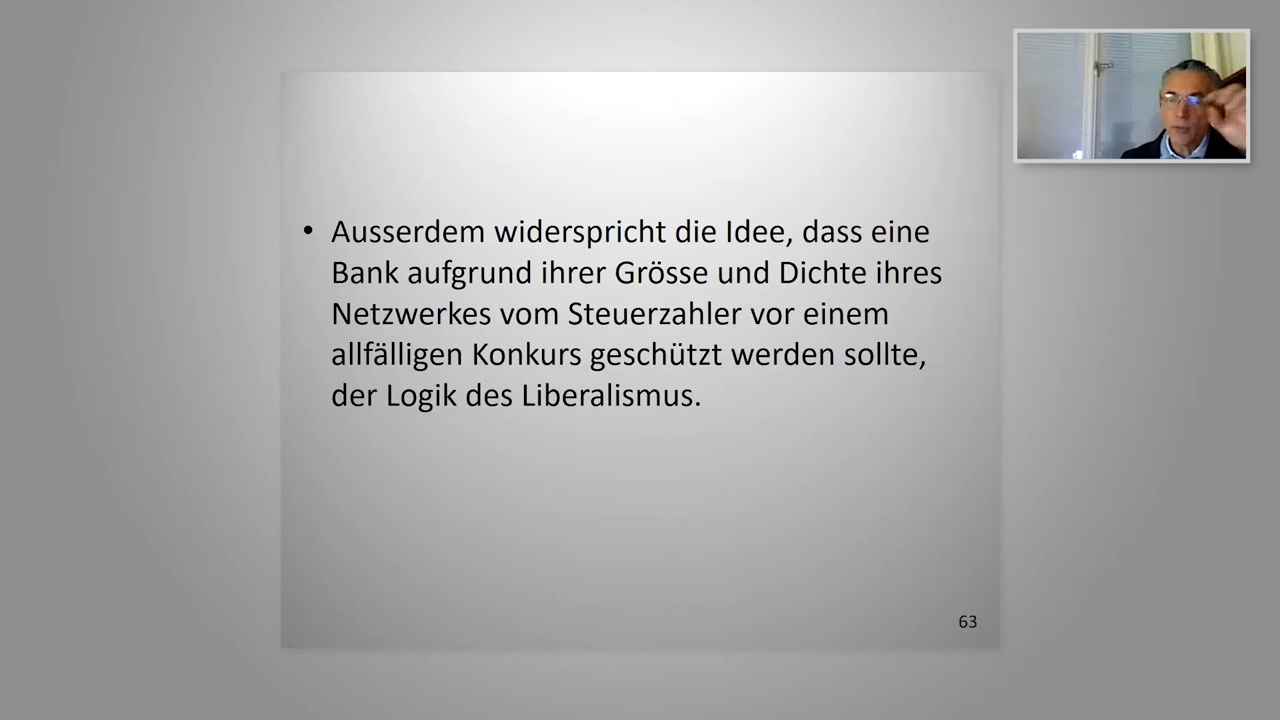 • Ausserdem widerspricht die Idee, dass eine
Bank aufgrund ihrer Grösse und Dichte ihres
Netzwerkes vom Steuerzahler vor einem
allfälligen Konkurs geschützt werden sollte,
der Logik des Liberalismus.
63